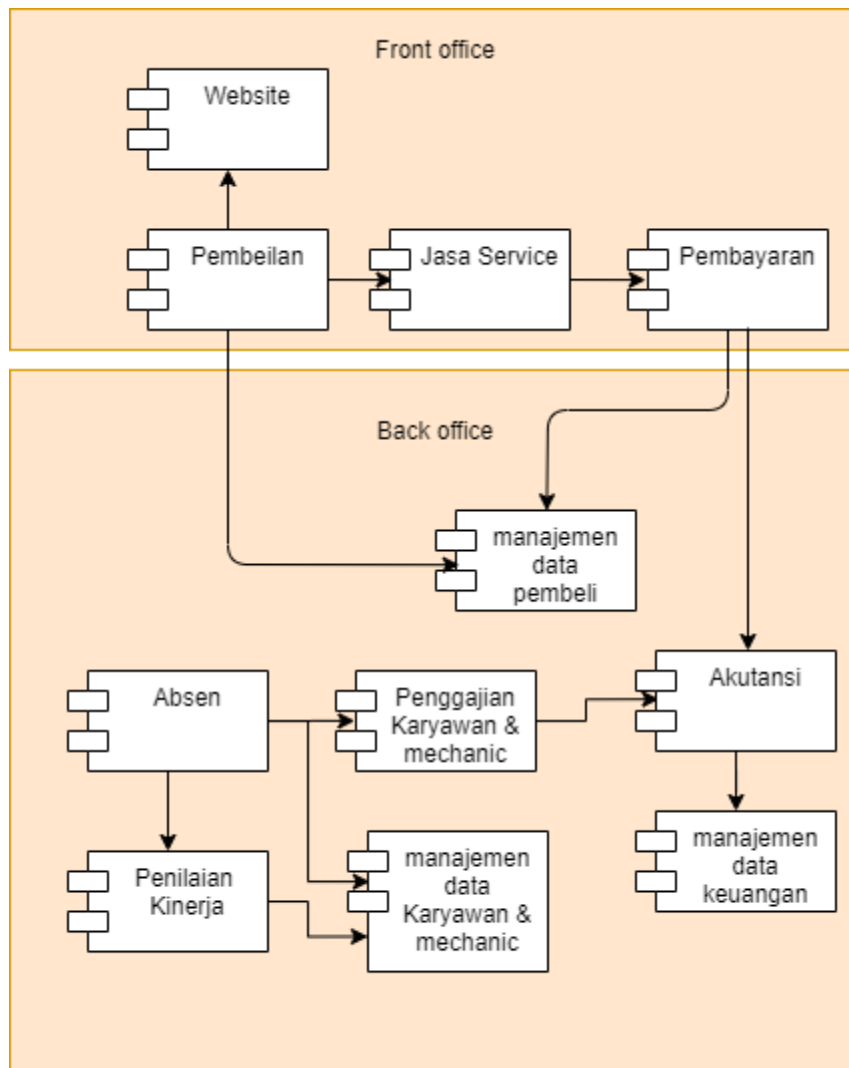 Front office
Website
Pembeilan
Jasa Service
Pembayaran
Back office
manajemen
data
pembeli
Absen
Penggajian
Karyawan &
mechanic
Akutansi
Penilaian
Kinerja
manajemen
data
Karyawan &
mechanic
manajemen
data
keuangan